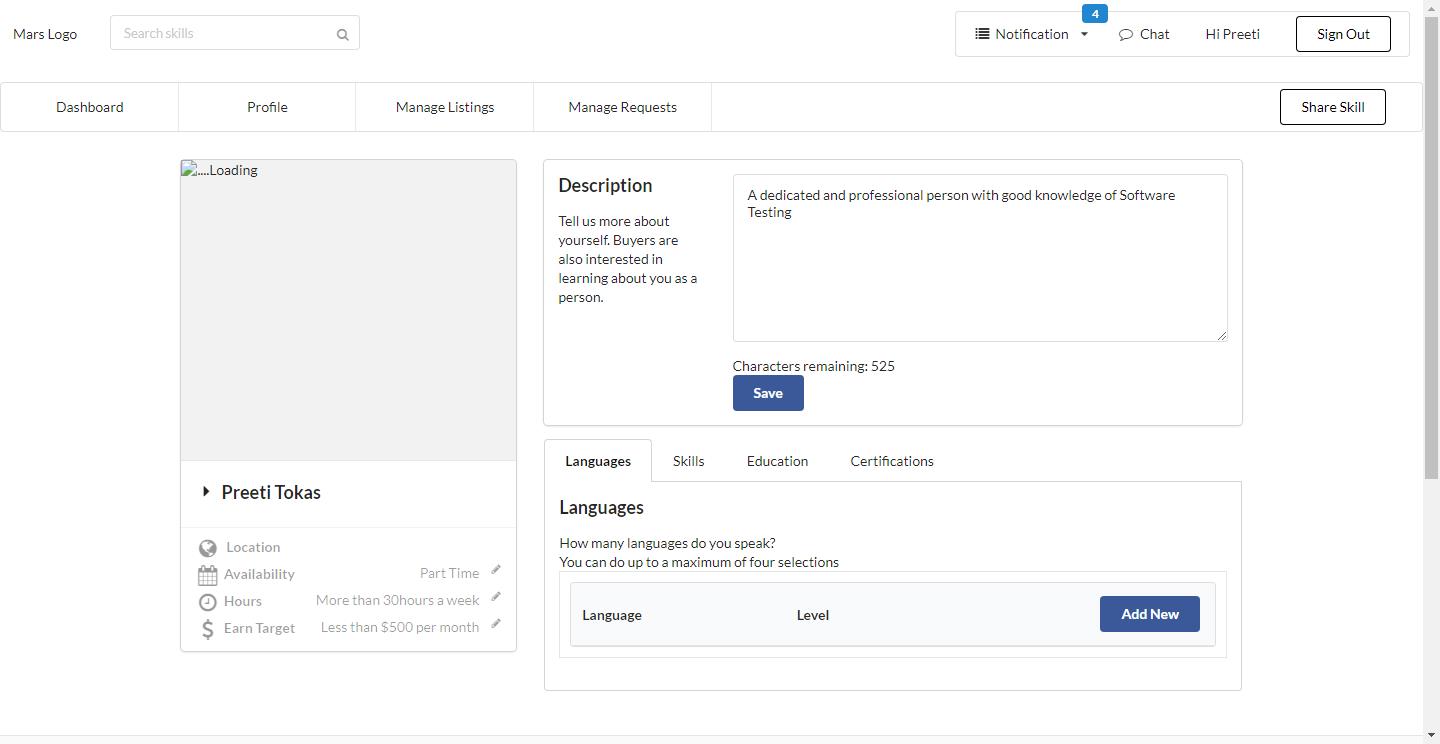 4
Mars Logo
Search skills
Notification
Chat
Hi Preeti
Sign Out
Dashboard
Profile
Manage Listings
Manage Requests
Share Skill
....Loading
Preeti Tokas
Location
Availability
Part Time
Hours
More than 30hours a week
Earn Target
Less than $500 per month
Description
Tell us more about
yourself. Buyers are
also interested in
learning about you as a
person.
A dedicated and professional person with good knowledge of Software
Testing
Characters remaining: 525
Save
Languages
Skills
Education
Certifications
Languages
How many languages do you speak?
You can do up to a maximum of four selections
Language
Level
Add New